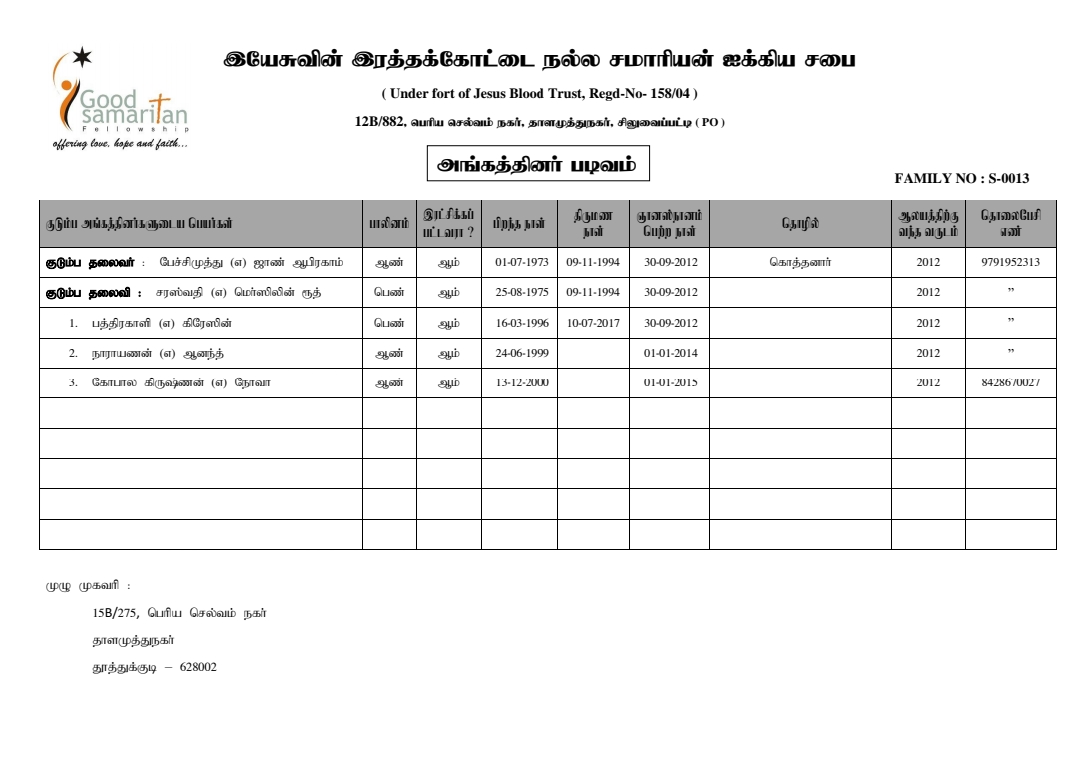 Good
samaritan
Fellowship
offering love, hope and faith...
இயேசுவின் இரத்தக்கோட்டை நல்ல சமாரியன் ஐக்கிய சபை
( Under fort of Jesus Blood Trust, Regd-No- 158/04 )
12B/882, பெரிய செல்வம் நகர், தாளமுத்துநகர், சிலுவைப்பட்டி ( PO )
அங்கத்தினர் படிவம்
FAMILY NO : S-0013
குடும்ப அங்கத்தினர்களுடைய பெயர்கள் பாலினம் இரட்சிக்கப்பட்டவரா ? பிறந்த நாள் திருமண நாள் ஞானஸ்நானம் பெற்ற நாள் தொழில் ஆலயத்திற்கு வந்த வருடம் தொலைபேசி எண்
குடும்ப தலைவர் : பேச்சிமுத்து (எ) ஜாண் ஆபிரகாம் ஆண் ஆம் 01-07-1973 09-11-1994 30-09-2012 கொத்தனார் 2012 9791952313
குடும்ப தலைவி : சரஸ்வதி (எ) மெர்ஸிலின் ரூத் பெண் ஆம் 25-08-1975 09-11-1994 30-09-2012 2012 ”
1. பத்திரகாளி (எ) கிரேஸின் பெண் ஆம் 16-03-1996 10-07-2017 30-09-2012 2012 ”
2. நாராயணன் (எ) ஆனந்த் ஆண் ஆம் 24-06-1999 01-01-2014 2012 ”
3. கோபால கிருஷ்ணன் (எ) நோவா ஆண் ஆம் 13-12-2000 01-01-2015 2012 8428670027
முழு முகவரி :
15B/275, பெரிய செல்வம் நகர்
தாளமுத்துநகர்
தூத்துக்குடி – 628002